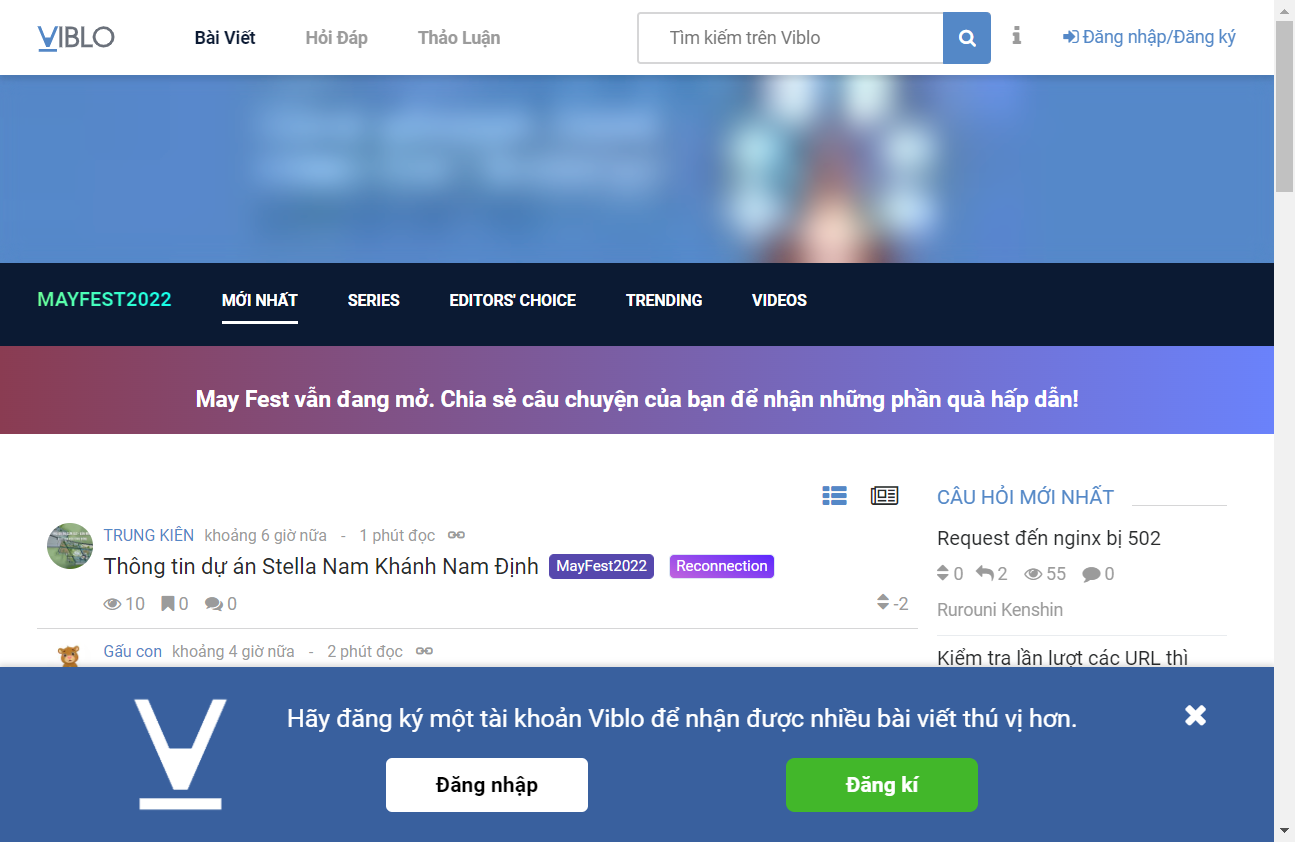 VIBLO
Bài Viết
Hỏi Đáp
Thảo Luận
Tìm kiếm trên Viblo
Đăng nhập/Đăng ký
MAYFEST2022
MỚI NHẤT
SERIES
EDITORS' CHOICE
TRENDING
VIDEOS
May Fest vẫn đang mở. Chia sẻ câu chuyện của bạn để nhận những phần quà hấp dẫn!
TRUNG KIÊN khoảng 6 giờ nữa - 1 phút đọc
Thông tin dự án Stella Nam Khánh Nam Định MayFest2022 Reconnection
10 0 0 -2
Gấu con khoảng 4 giờ nữa - 2 phút đọc
CÂU HỎI MỚI NHẤT
Request đến nginx bị 502
0 2 55 0
Rurouni Kenshin
Kiểm tra lần lượt các URL thì
Hãy đăng ký một tài khoản Viblo để nhận được nhiều bài viết thú vị hơn.
Đăng nhập
Đăng kí